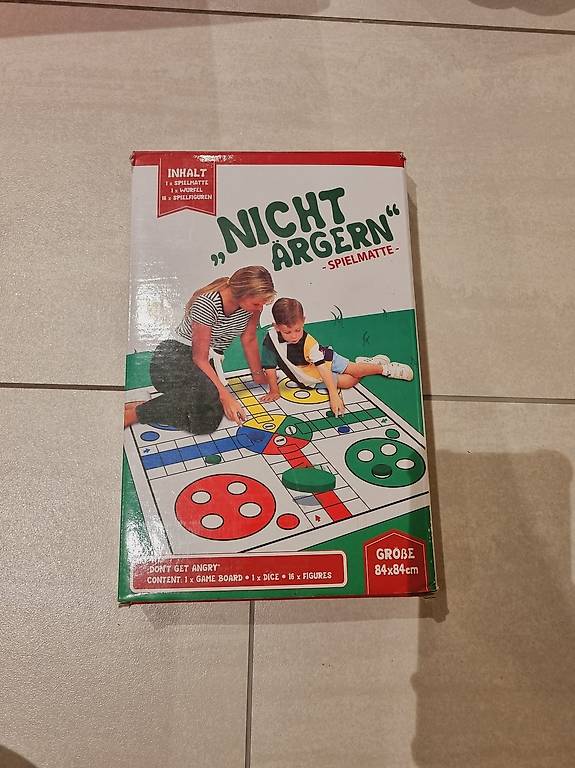 INHALT
1 x SPIELMATTE
1 x WÜRFEL
16 x SPIELFIGUREN
„NICHT
ÄRGERN“
- SPIELMATTE -
„DON'T GET ANGRY“
CONTENT: 1 x GAME BOARD • 1 x DICE • 16 x FIGURES
GRÖßE
84x84cm